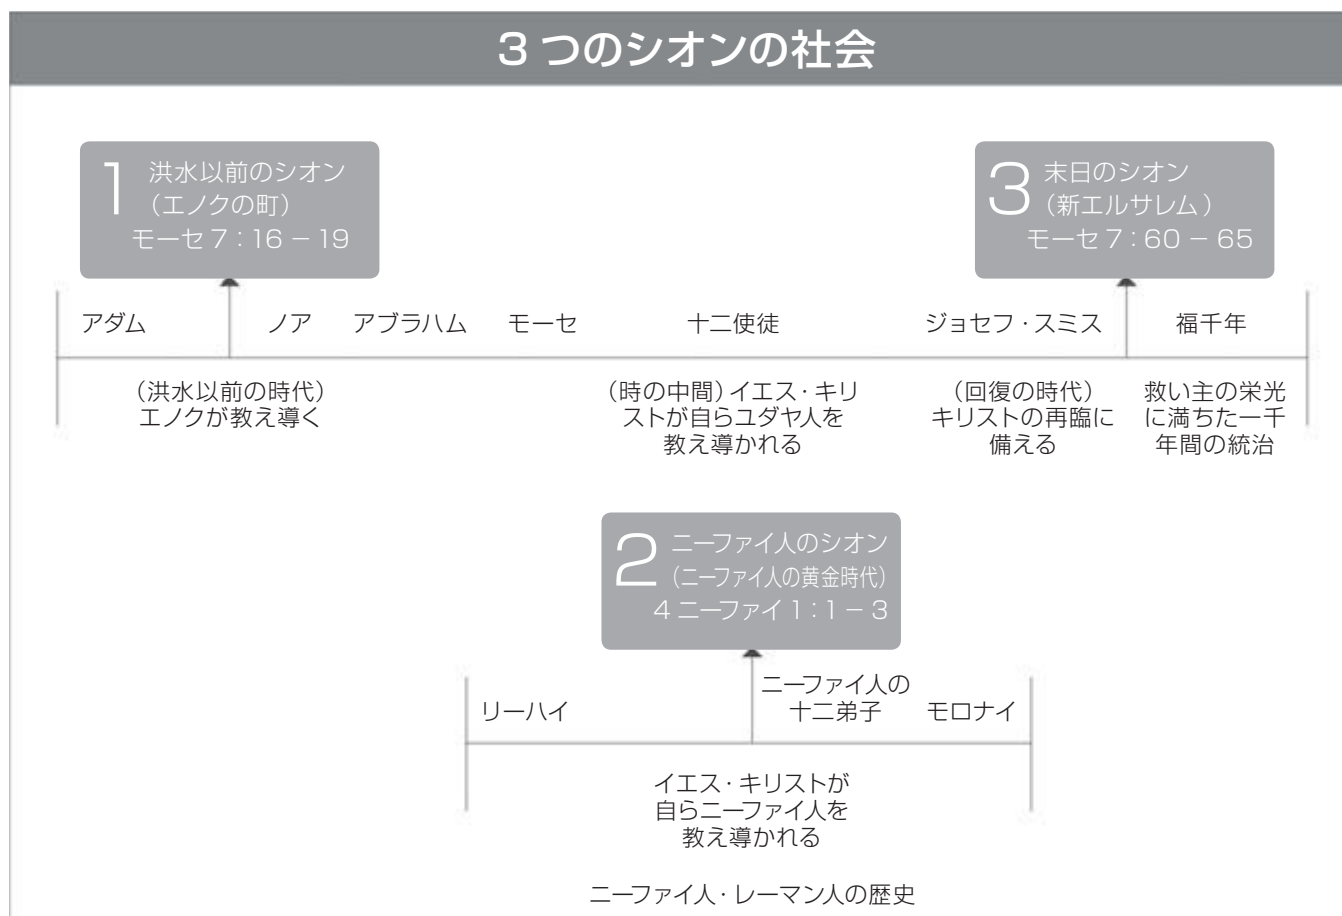 3つのシオンの社会
1 洪水以前のシオン
（エノクの町）
モーセ 7：16 − 19
3 末日のシオン
（新エルサレム）
モーセ 7：60 − 65
アダム ノア アブラハム モーセ 十二使徒 ジョセフ・スミス 福千年
（洪水以前の時代）
エノクが教え導く
（時の中間）イエス・キリ
ストが自らユダヤ人を
教え導かれる
（回復の時代）
キリストの再臨に
備える
救い主の栄光
に満ちた一千
年間の統治
2 ニーファイ人のシオン
（ニーファイ人の黄金時代）
4 ニーファイ 1：1 − 3
リーハイ
ニーファイ人の
十二弟子
モロナイ
イエス・キリストが
自らニーファイ人を
教え導かれる
ニーファイ人・レーマン人の歴史